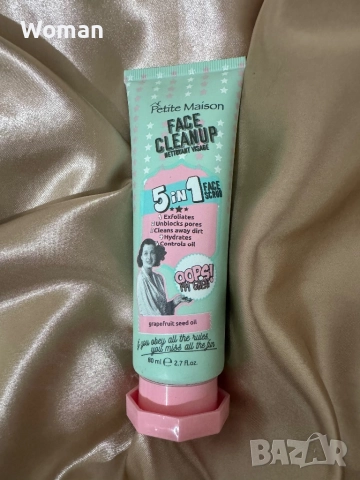 Woman
Petite Maison
FACE
CLEANUP
NETTOYANT VISAGE
5 in 1 FACE
SCRUB
Exfoliates
Unblocks pores
Cleans away dirt
Hydrates
Controls oil
OOPS!
MY GREAT
grapefruit seed oil
if you obey all the rules,
you miss all the fun.
80 ml e 2.7 fl.oz.
BAZAR